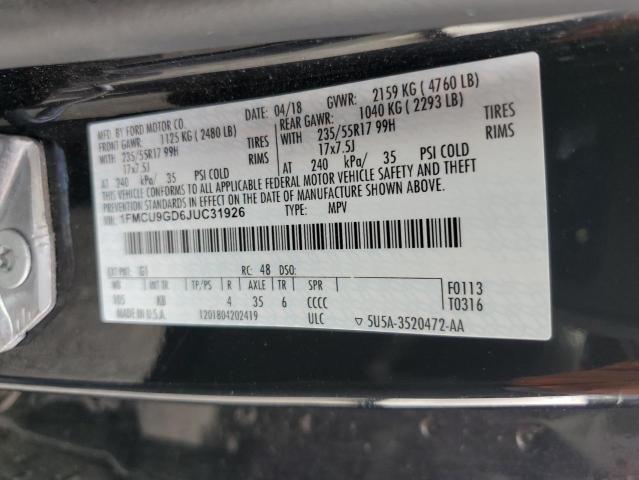 MFD. BY FORD MOTOR CO. DATE: 04/18 GVWR: 2159 KG ( 4760 LB)
FRONT GAWR: 1125 KG ( 2480 LB) REAR GAWR: 1040 KG ( 2293 LB)
WITH 235/55R17 99H TIRES WITH 235/55R17 99H TIRES
17x7.5J RIMS 17x7.5J RIMS
AT 240 kPa/ 35 PSI COLD AT 240 kPa/ 35 PSI COLD
THIS VEHICLE CONFORMS TO ALL APPLICABLE FEDERAL MOTOR VEHICLE SAFETY AND THEFT
PREVENTION STANDARDS IN EFFECT ON THE DATE OF MANUFACTURE SHOWN ABOVE.
VIN: 1FMCU9GD6JUC31926 TYPE: MPV
EXT PNT: G1 RC: 48 DSO: F0113
WB INT TR TP/PS R AXLE TR SPR T0316
105 KB 4 35 6 CCCC
MADE IN U.S.A. 1201804202419 ULC ▽ 5U5A-3520472-AA